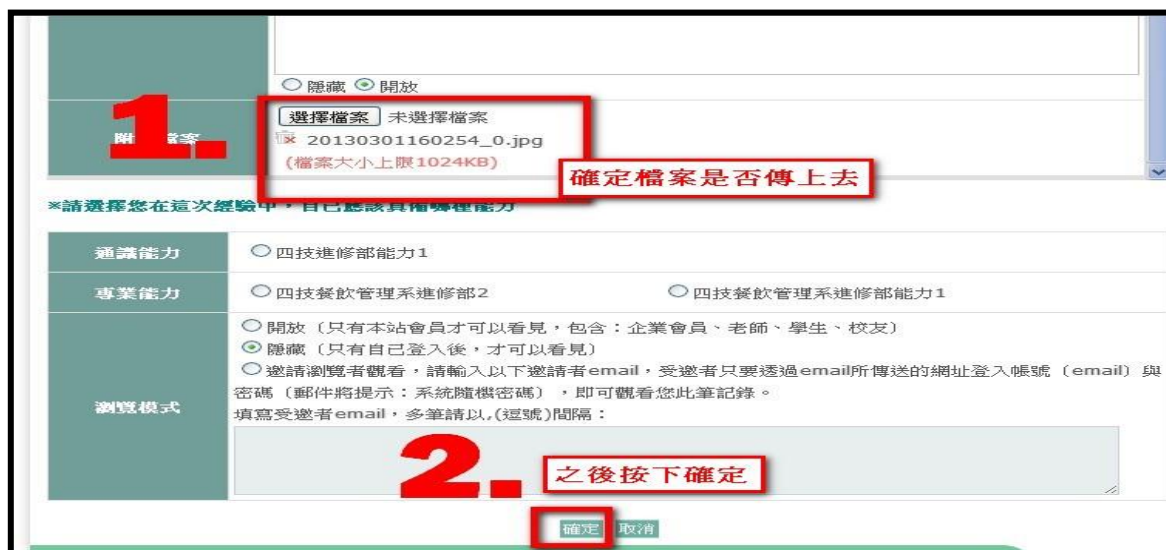 隱藏 開放
1.
附 檔案
選擇檔案 未選擇檔案
20130301160254_0.jpg
(檔案大小上限1024KB)
確定檔案是否傳上去
※請選擇您在這次經驗中，自己應該具備哪種能力
通識能力 四技進修部能力1
專業能力 四技餐飲管理系進修部2 四技餐飲管理系進修部能力1
瀏覽模式
開放（只有本站會員才可以看見，包含：企業會員、老師、學生、校友）
隱藏（只有自己登入後，才可以看見）
邀請瀏覽者觀看，請輸入以下邀請者email，受邀者只要透過email所傳送的網址登入帳號（email）與
密碼（郵件將提示：系統隨機密碼），即可觀看您此筆記錄。
填寫受邀者email，多筆請以,(逗號)間隔：
2.
之後按下確定
確定 取消